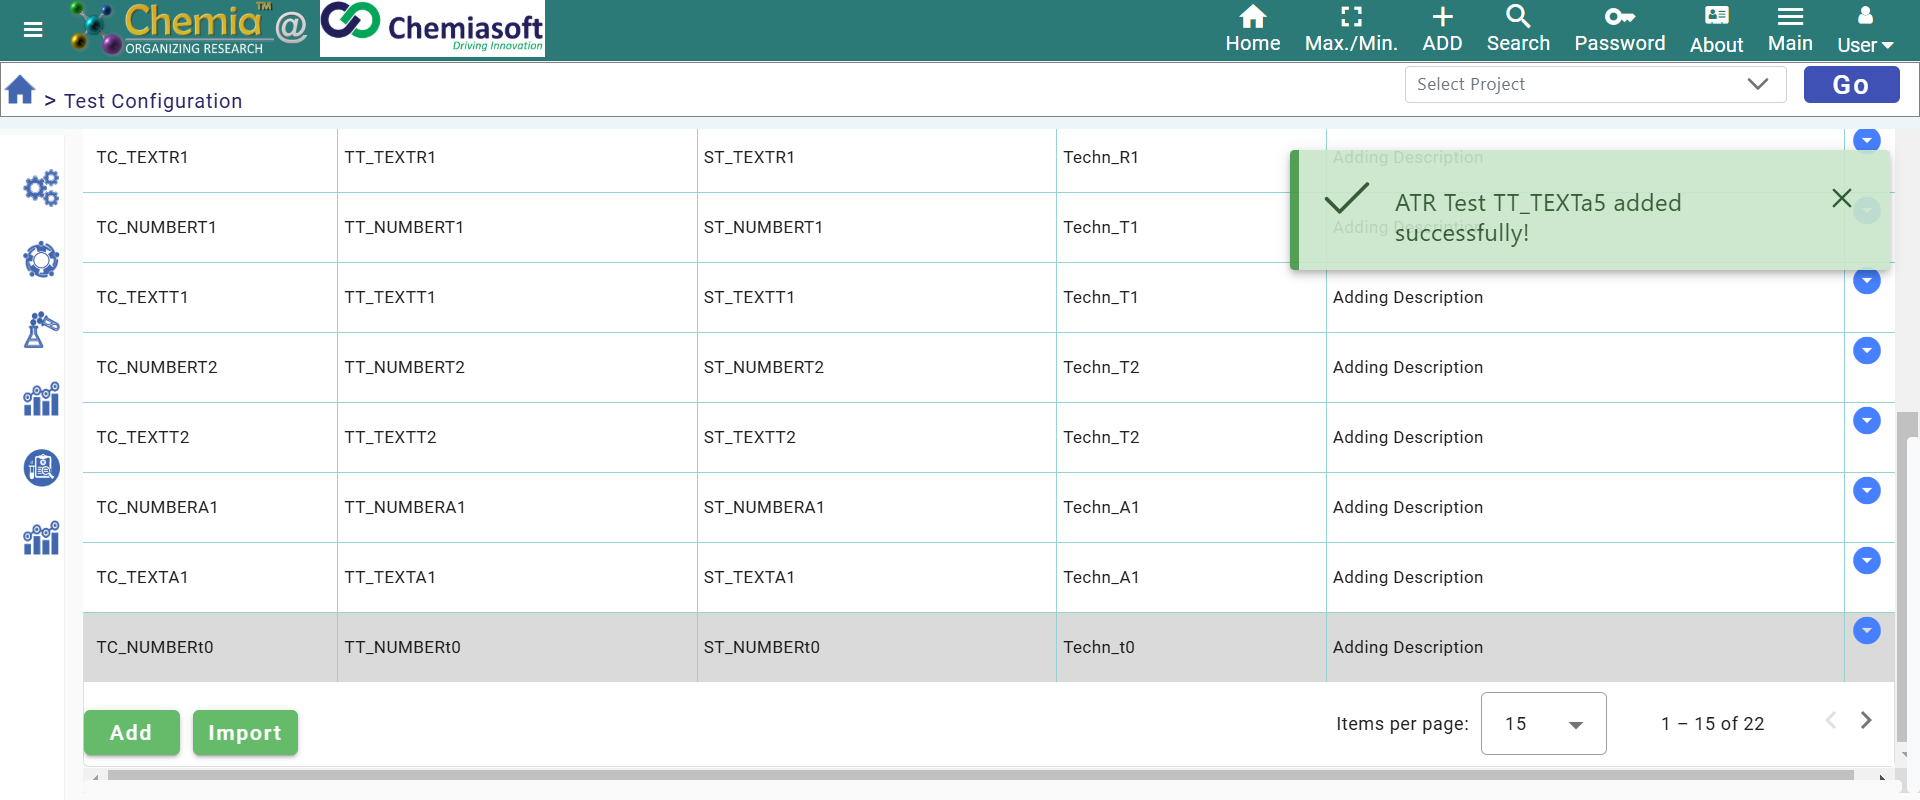 Chemia™ @
ORGANIZING RESEARCH
Chemiasoft
Driving Innovation
Home Max./Min. ADD Search Password About Main User
> Test Configuration
Select Project
Go
TC_TEXTR1 TT_TEXTR1 ST_TEXTR1 Techn_R1 Adding Description
TC_NUMBERT1 TT_NUMBERT1 ST_NUMBERT1 Techn_T1 Adding
ATR Test TT_TEXTa5 added
successfully!
TC_TEXTT1 TT_TEXTT1 ST_TEXTT1 Techn_T1 Adding Description
TC_NUMBERT2 TT_NUMBERT2 ST_NUMBERT2 Techn_T2 Adding Description
TC_TEXTT2 TT_TEXTT2 ST_TEXTT2 Techn_T2 Adding Description
TC_NUMBERA1 TT_NUMBERA1 ST_NUMBERA1 Techn_A1 Adding Description
TC_TEXTA1 TT_TEXTA1 ST_TEXTA1 Techn_A1 Adding Description
TC_NUMBERt0 TT_NUMBERt0 ST_NUMBERt0 Techn_t0 Adding Description
Add Import
Items per page: 15 1 – 15 of 22